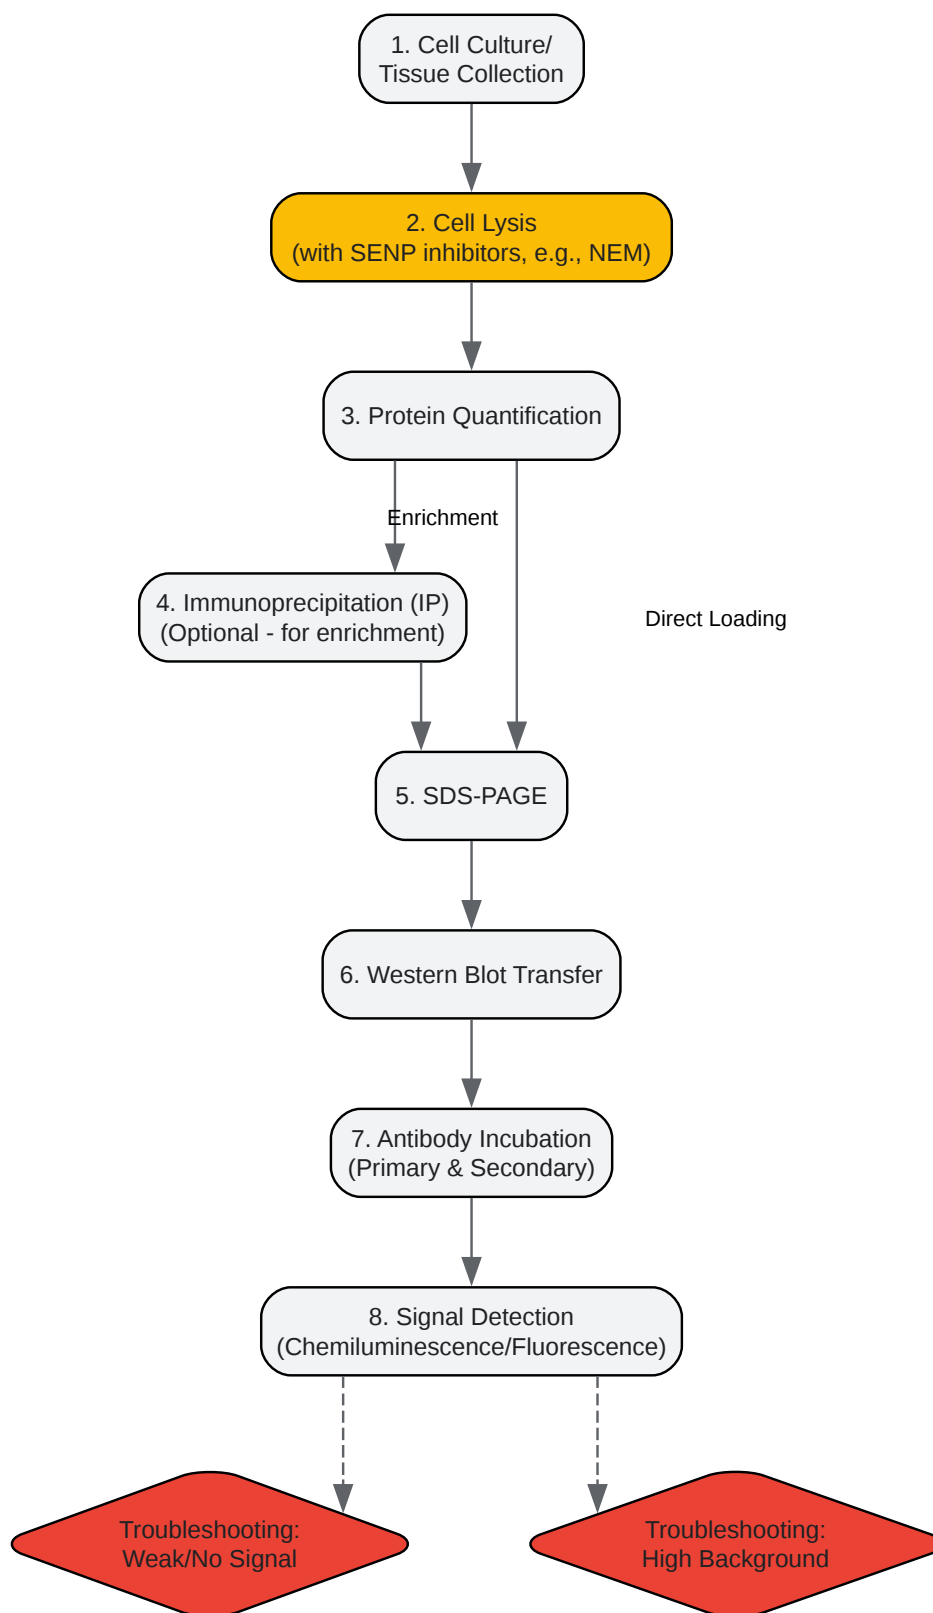 1. Cell Culture/
Tissue Collection
2. Cell Lysis
(with SENP inhibitors, e.g., NEM)
3. Protein Quantification
Enrichment
4. Immunoprecipitation (IP)
(Optional - for enrichment)
Direct Loading
5. SDS-PAGE
6. Western Blot Transfer
7. Antibody Incubation
(Primary & Secondary)
8. Signal Detection
(Chemiluminescence/Fluorescence)
Troubleshooting:
Weak/No Signal
Troubleshooting:
High Background